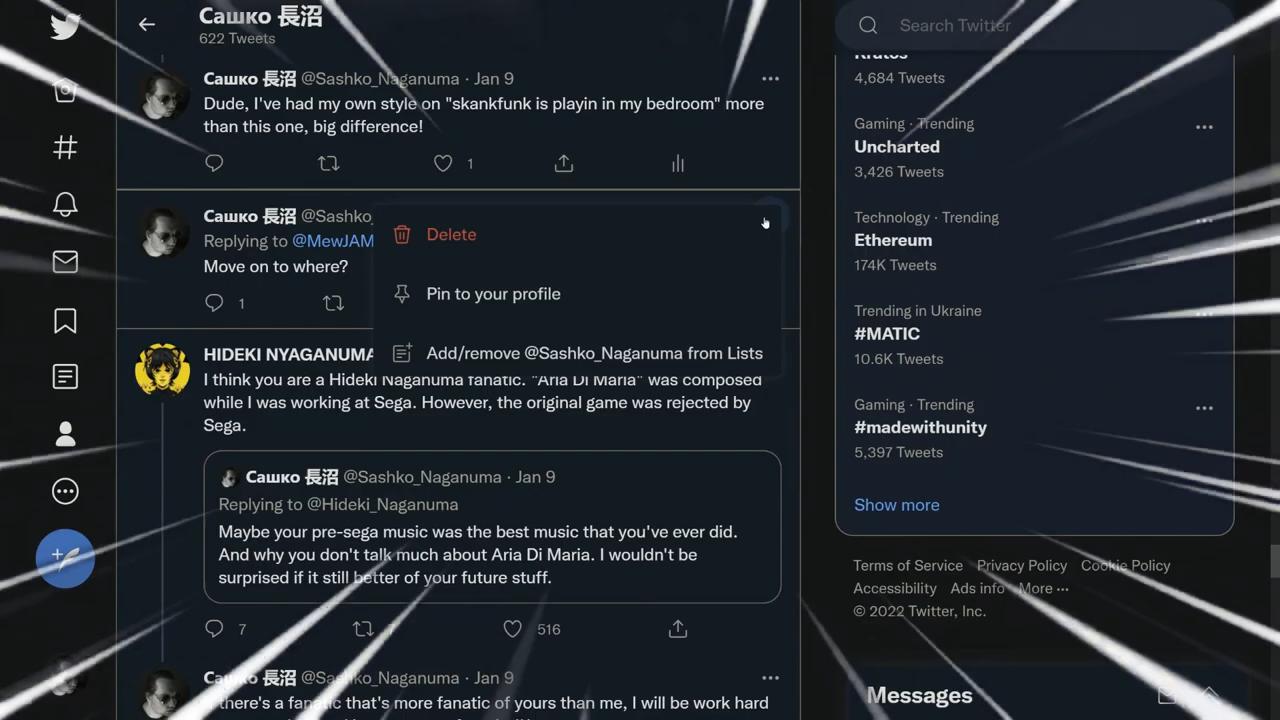 Сашко 長沼
622 Tweets
Сашко 長沼 @Sashko_Naganuma · Jan 9
Dude, I've had my own style on "skankfunk is playin in my bedroom" more
than this one, big difference!
1
Сашко 長沼 @Sashko
Replying to @MewJAM
Move on to where?
1
Delete
Pin to your profile
Add/remove @Sashko_Naganuma from Lists
HIDEKI NYAGANUMA
I think you are a Hideki Naganuma fanatic. "Aria Di Maria" was composed
while I was working at Sega. However, the original game was rejected by
Sega.
Сашко 長沼 @Sashko_Naganuma · Jan 9
Replying to @Hideki_Naganuma
Maybe your pre-sega music was the best music that you've ever did.
And why you don't talk much about Aria Di Maria. I wouldn't be
surprised if it still better of your future stuff.
7
516
Сашко 長沼 @Sashko_Naganuma · Jan 9
there's a fanatic that's more fanatic of yours than me, I will be work hard
Search Twitter
Kratos
4,684 Tweets
Gaming · Trending
Uncharted
3,426 Tweets
Technology · Trending
Ethereum
174K Tweets
Trending in Ukraine
#MATIC
10.6K Tweets
Gaming · Trending
#madewithunity
5,397 Tweets
Show more
Terms of Service Privacy Policy Cookie Policy
Accessibility Ads info More ···
© 2022 Twitter, Inc.
Messages